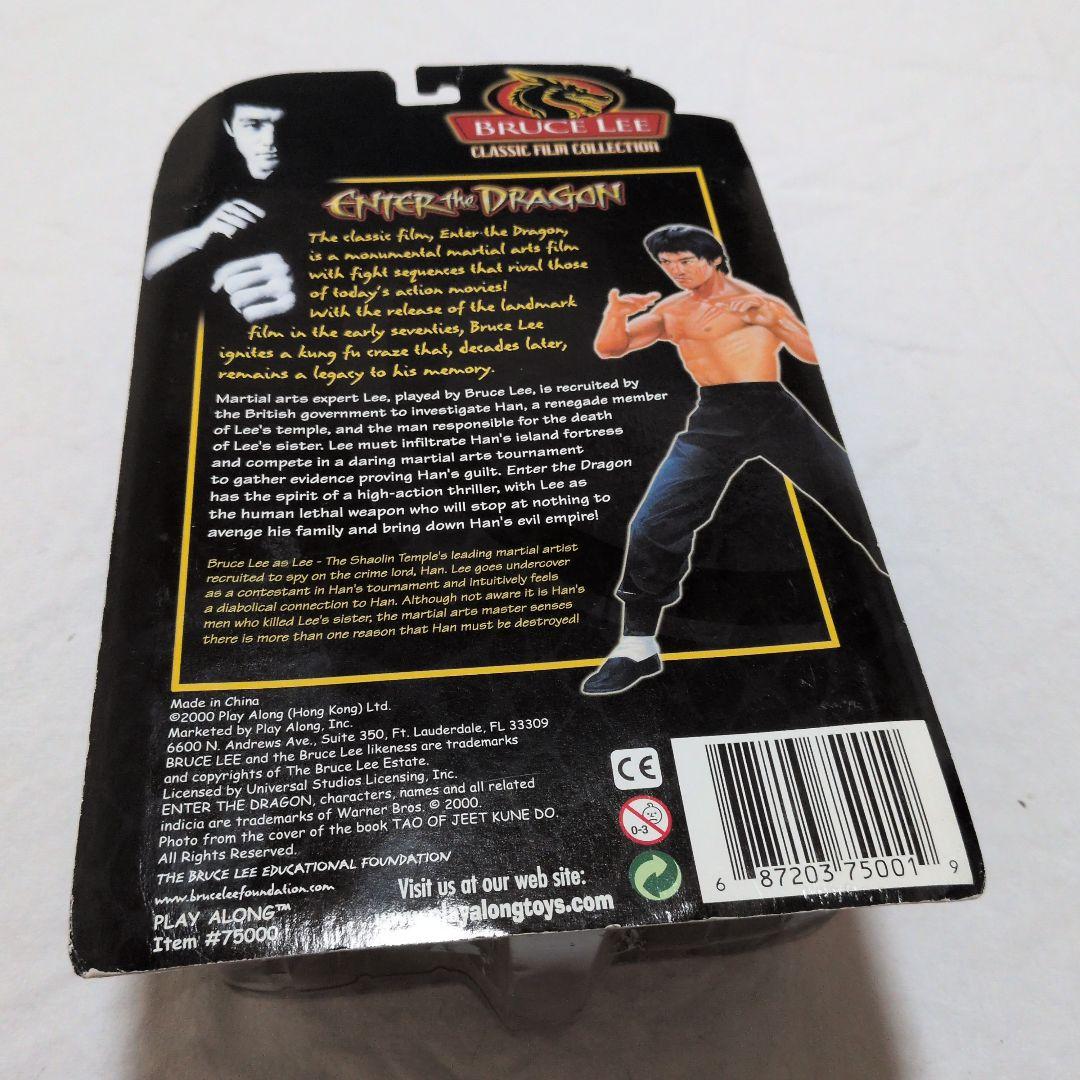 BRUCE LEE
CLASSIC FILM COLLECTION
ENTER the DRAGON
The classic film, Enter the Dragon,
is a monumental martial arts film
with fight sequences that rival those
of today's action movies!
With the release of the landmark
film in the early seventies, Bruce Lee
ignites a kung fu craze that, decades later,
remains a legacy to his memory.
Martial arts expert Lee, played by Bruce Lee, is recruited by
the British government to investigate Han, a renegade member
of Lee's temple, and the man responsible for the death
of Lee's sister. Lee must infiltrate Han's island fortress
and compete in a daring martial arts tournament
to gather evidence proving Han's guilt. Enter the Dragon
has the spirit of a high-action thriller, with Lee as
the human lethal weapon who will stop at nothing to
avenge his family and bring down Han's evil empire!
Bruce Lee as Lee - The Shaolin Temple's leading martial artist
recruited to spy on the crime lord, Han. Lee goes undercover
as a contestant in Han's tournament and intuitively feels
a diabolical connection to Han. Although not aware it is Han's
men who killed Lee's sister, the martial arts master senses
there is more than one reason that Han must be destroyed!
Made in China
©2000 Play Along (Hong Kong) Ltd.
Marketed by Play Along, Inc.
6600 N. Andrews Ave., Suite 350, Ft. Lauderdale, FL 33309
BRUCE LEE and the Bruce Lee likeness are trademarks
and copyrights of The Bruce Lee Estate.
Licensed by Universal Studios Licensing, Inc.
ENTER THE DRAGON, characters, names and all related
indicia are trademarks of Warner Bros. © 2000.
Photo from the cover of the book TAO OF JEET KUNE DO.
All Rights Reserved.
THE BRUCE LEE EDUCATIONAL FOUNDATION
www.bruceleefoundation.com
PLAY ALONG™
Item #75000
Visit us at our web site:
www.playalongtoys.com
CE
0-3
6 87203 75001 9